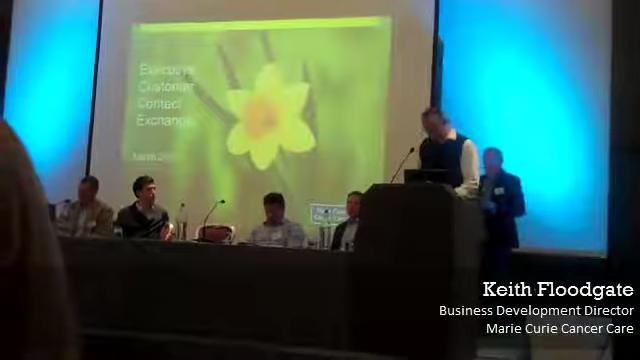 Executive
Customer
Contact
Exchange
Keith Floodgate
Business Development Director
Marie Curie Cancer Care